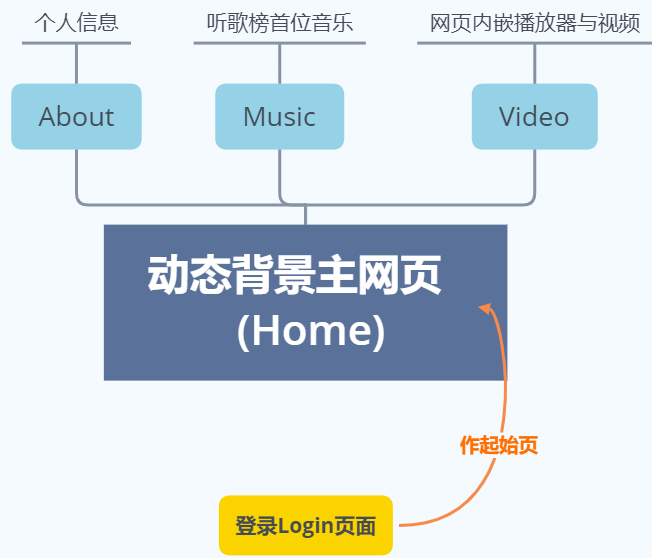 个人信息
听歌榜首位音乐
网页内嵌播放器与视频
About
Music
Video
动态背景主网页
(Home)
作起始页
登录Login页面